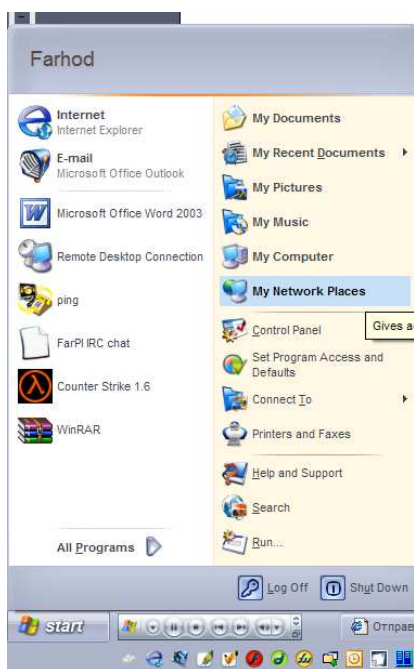 Farhod
Internet
Internet Explorer
E-mail
Microsoft Office Outlook
Microsoft Office Word 2003
Remote Desktop Connection
ping
FarPI IRC chat
Counter Strike 1.6
WinRAR
All Programs
My Documents
My Recent Documents
My Pictures
My Music
My Computer
My Network Places
Control Panel
Gives a
Set Program Access and
Defaults
Connect To
Printers and Faxes
Help and Support
Search
Run...
Log Off
Shut Down
start
Отправ